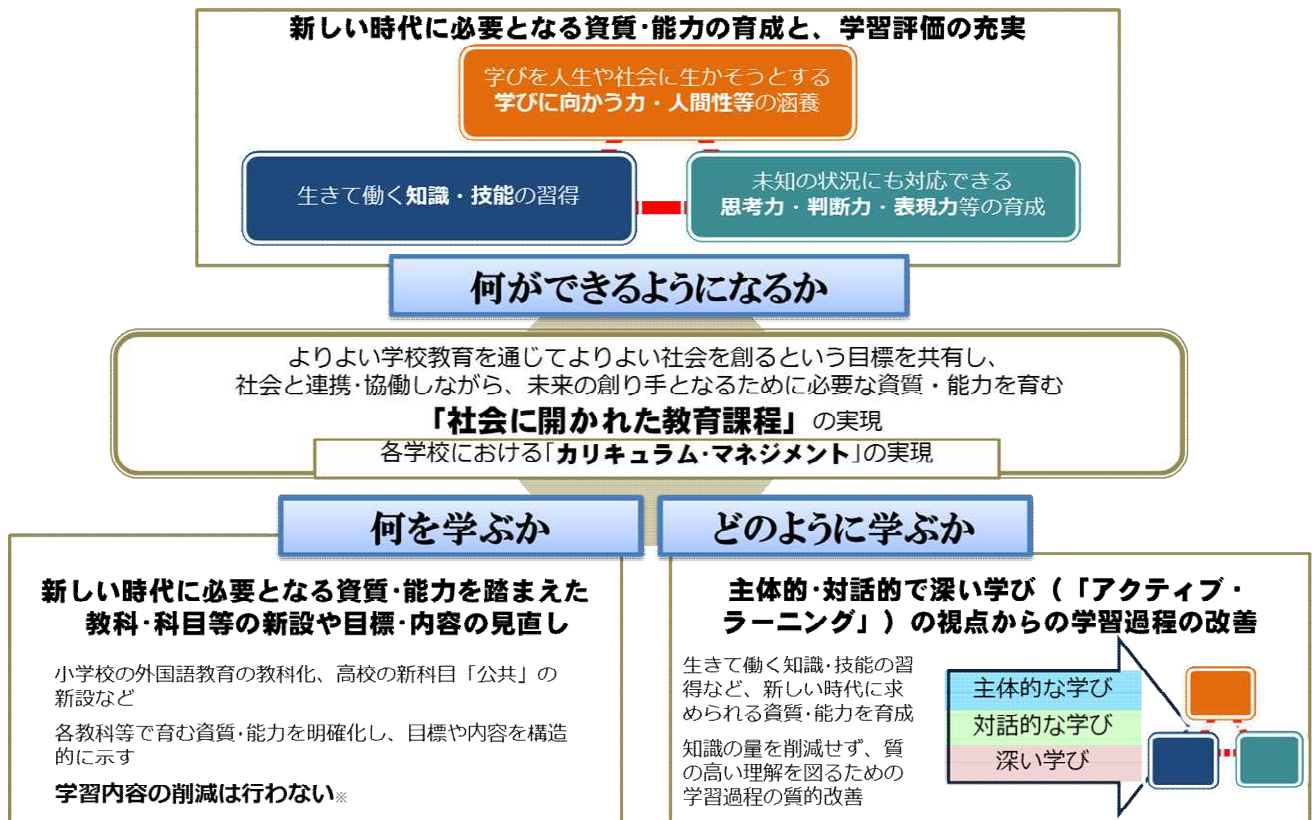 新しい時代に必要となる資質･能力の育成と、学習評価の充実
学びを人生や社会に生かそうとする
学びに向かう力・人間性等の涵養
生きて働く知識・技能の習得
未知の状況にも対応できる
思考力・判断力・表現力等の育成
何ができるようになるか
よりよい学校教育を通じてよりよい社会を創るという目標を共有し、
社会と連携･協働しながら、未来の創り手となるために必要な資質・能力を育む
「社会に開かれた教育課程」の実現
各学校における｢カリキュラム･マネジメント｣の実現
何を学ぶか
どのように学ぶか
新しい時代に必要となる資質･能力を踏まえた
教科･科目等の新設や目標･内容の見直し
小学校の外国語教育の教科化、高校の新科目「公共」の
新設など
各教科等で育む資質･能力を明確化し、目標や内容を構造
的に示す
学習内容の削減は行わない※
主体的･対話的で深い学び（「アクティブ・
ラーニング」）の視点からの学習過程の改善
生きて働く知識･技能の習
得など、新しい時代に求
められる資質･能力を育成
知識の量を削減せず、質
の高い理解を図るための
学習過程の質的改善
主体的な学び
対話的な学び
深い学び